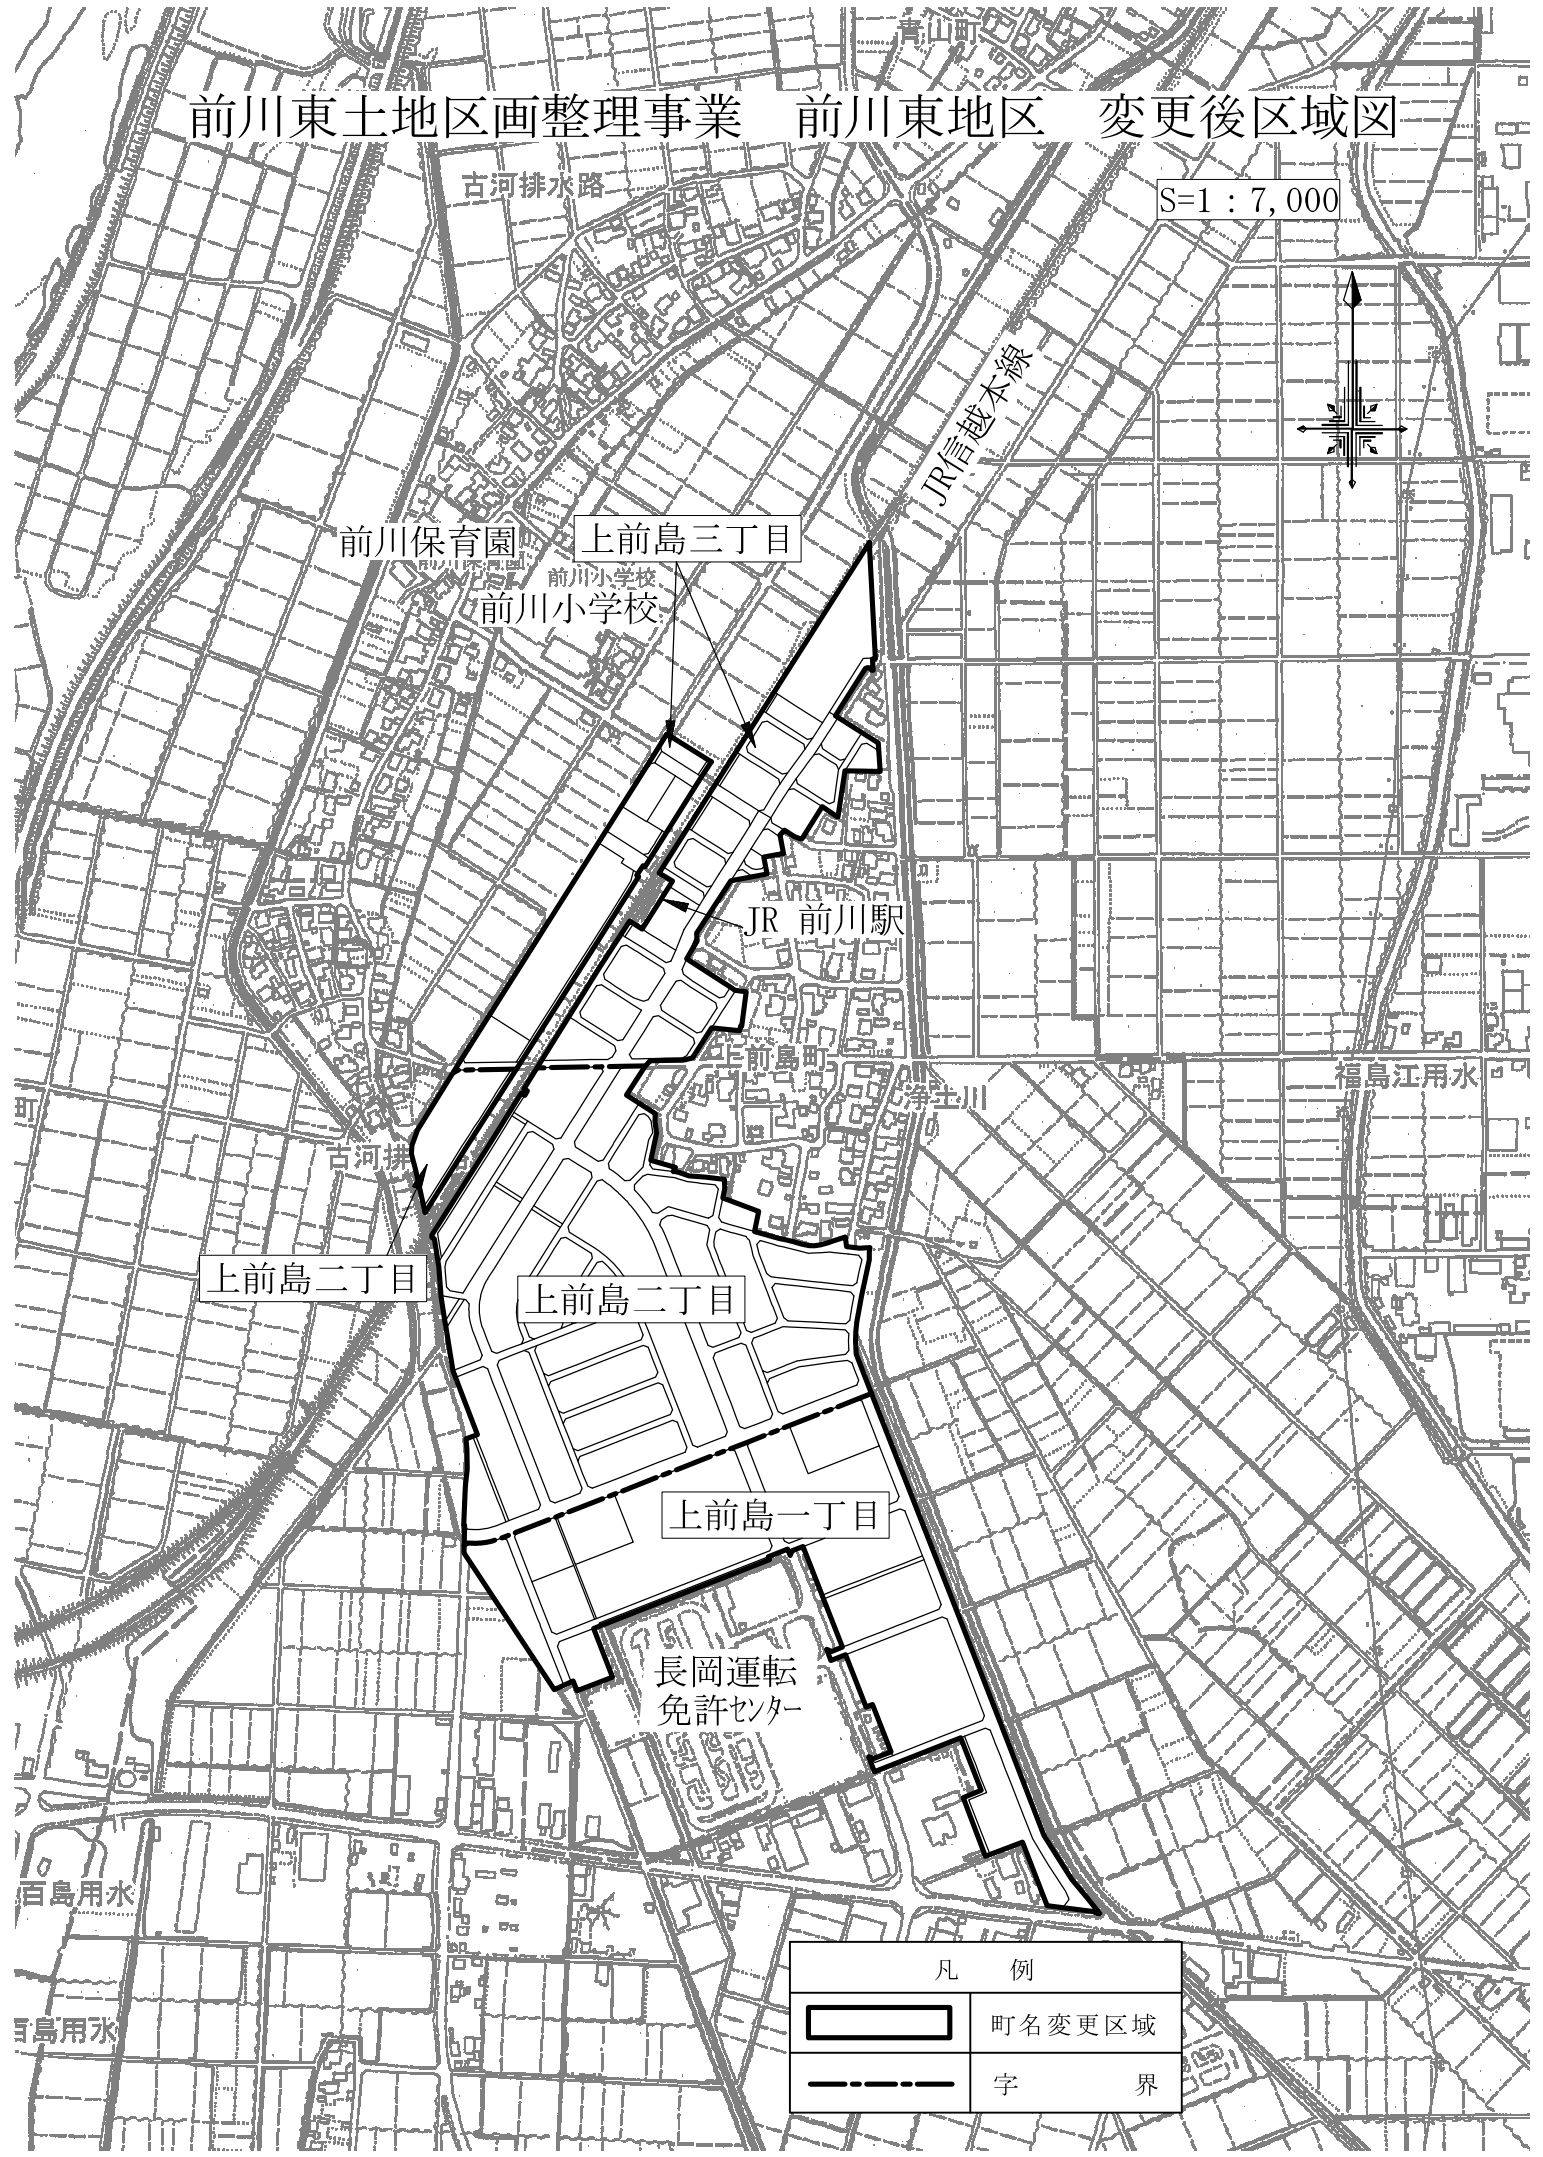 青山町
前川東土地区画整理事業　前川東地区　変更後区域図
古河排水路
S=1：7,000
JR信越本線
前川保育園
上前島三丁目
前川保育園
前川小学校
前川小学校
JR 前川駅
上前島町
福島江用水
浄土川
町
古河排
上前島二丁目
上前島二丁目
上前島一丁目
長岡運転
免許センター
百島用水
凡　例
町名変更区域
百島用水
字　界